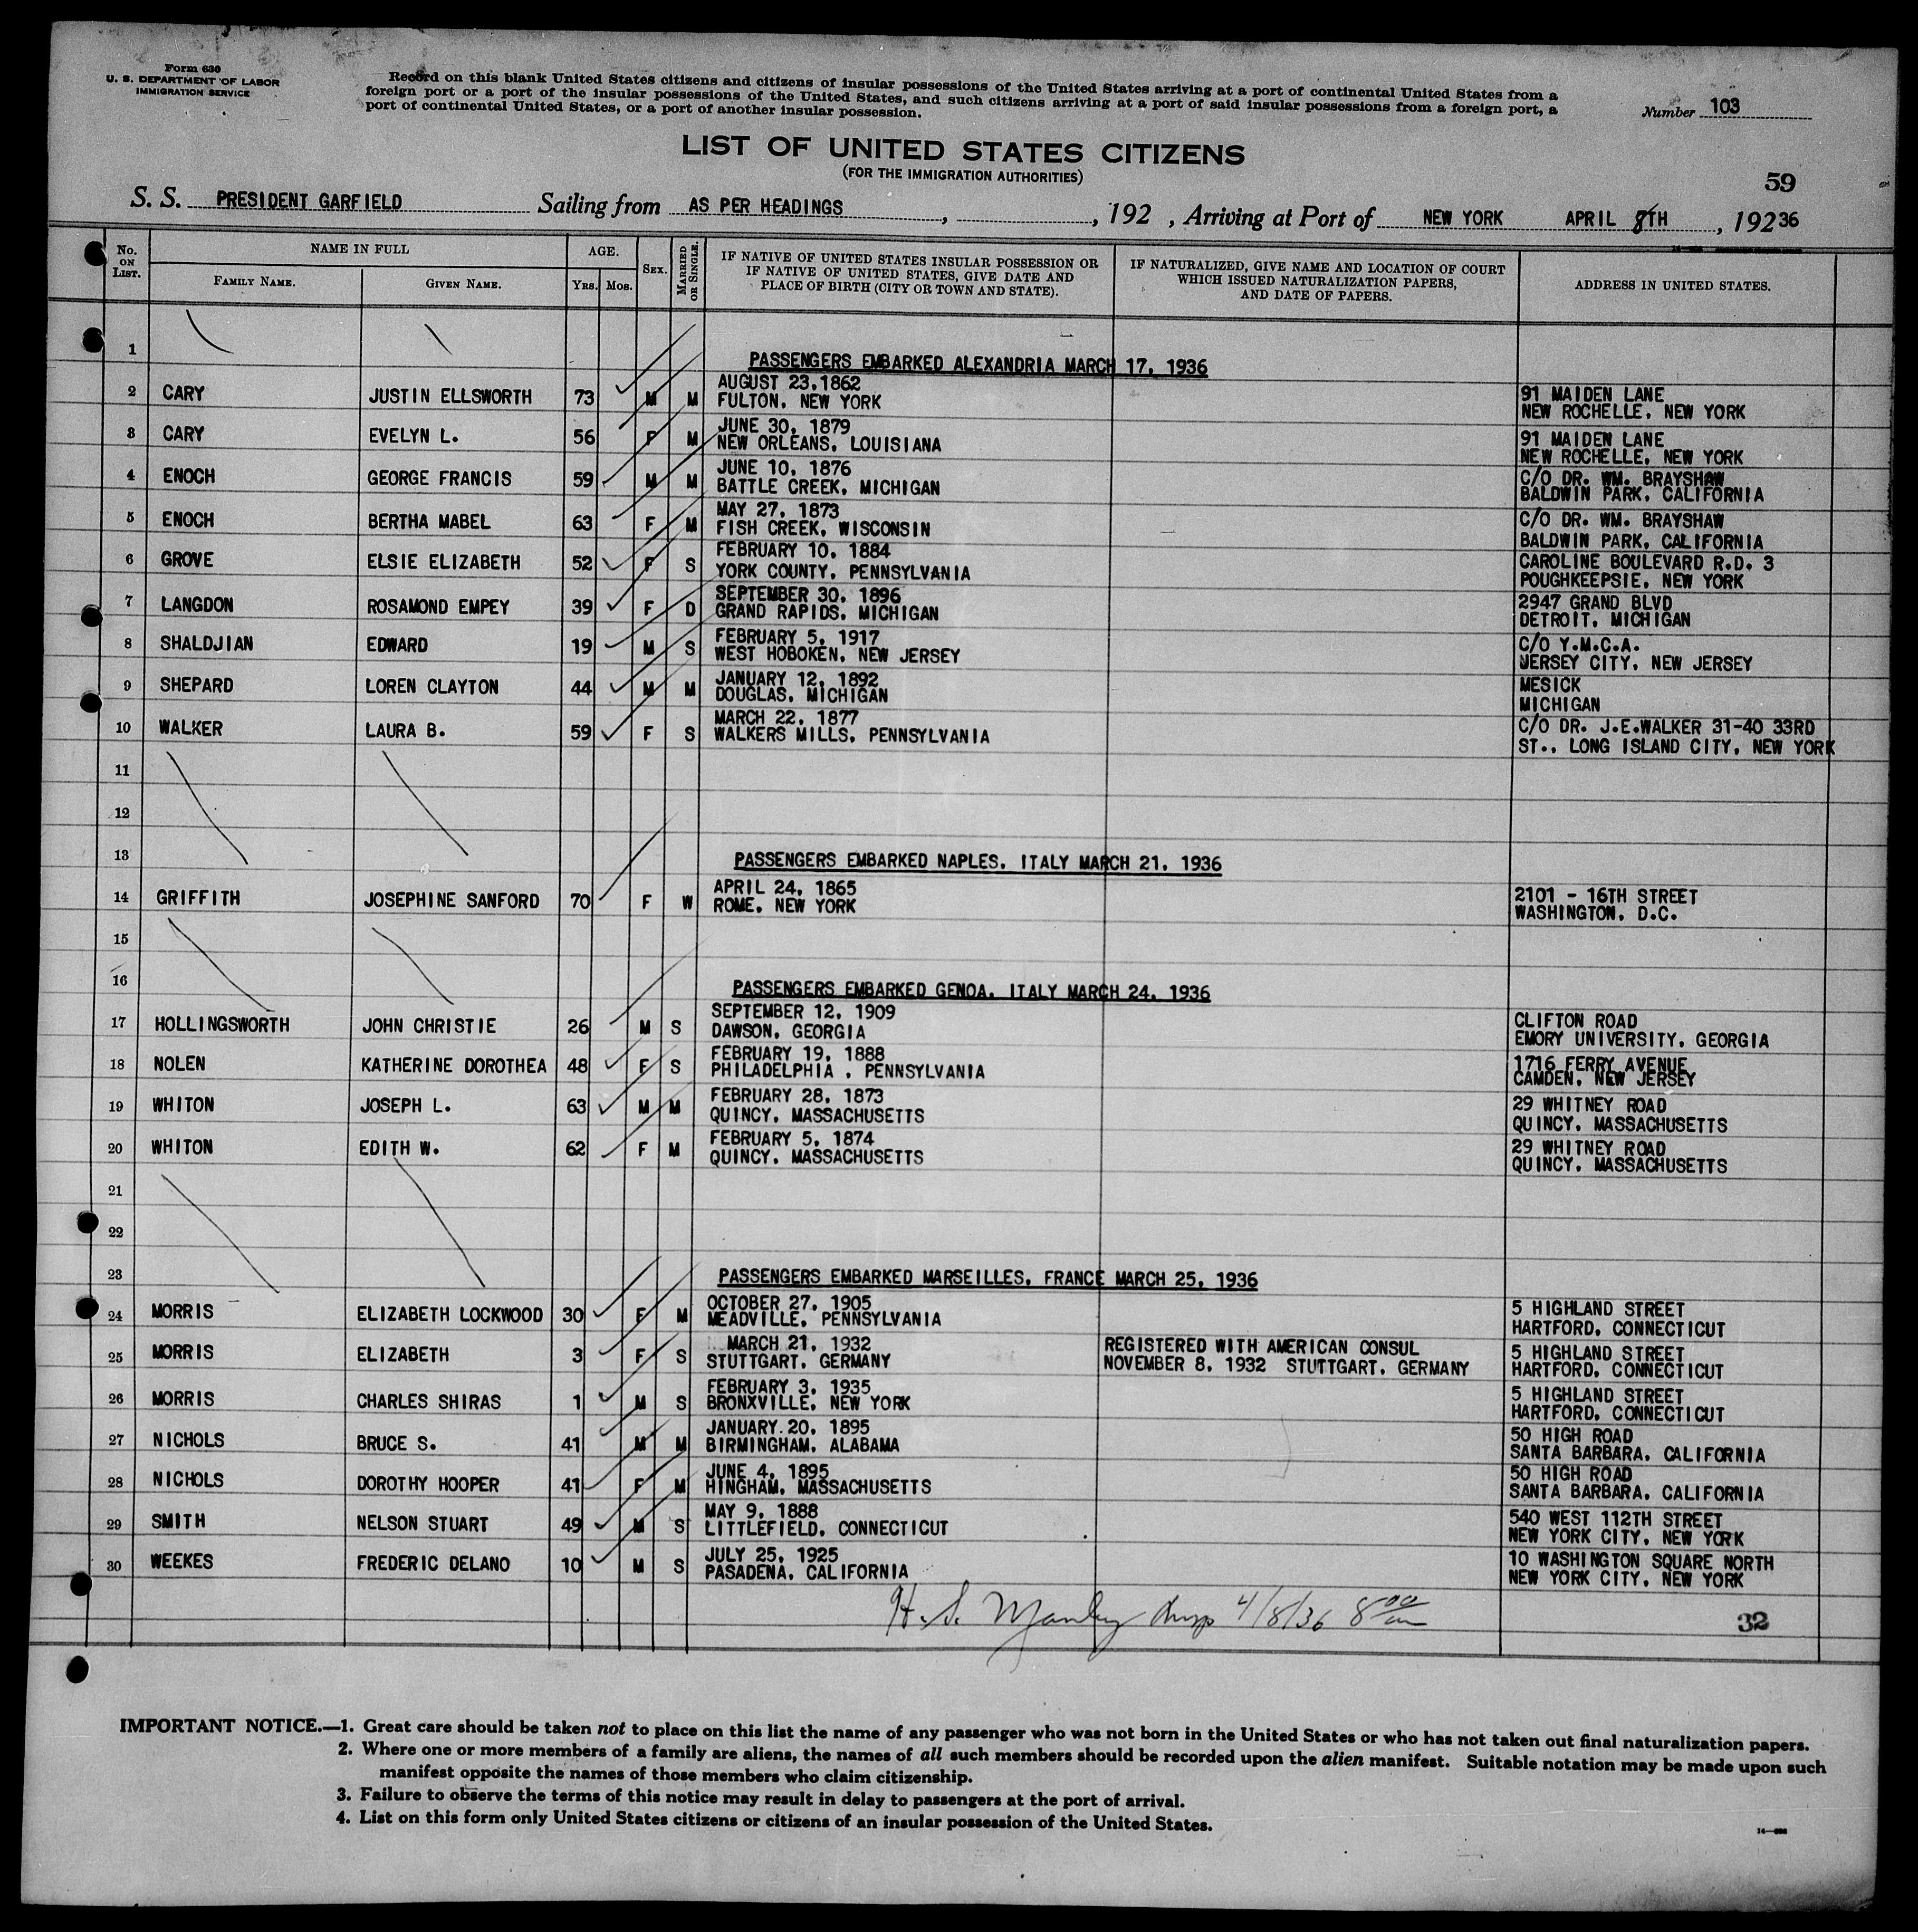 Form 630
U. S. DEPARTMENT OF LABOR
IMMIGRATION SERVICE
Record on this blank United States citizens and citizens of insular possessions of the United States arriving at a port of continental United States from a
foreign port or a port of the insular possessions of the United States, and such citizens arriving at a port of said insular possessions from a foreign port, a
port of continental United States, or a port of another insular possession.
Number 103
LIST OF UNITED STATES CITIZENS
(FOR THE IMMIGRATION AUTHORITIES)
59
S. S. PRESIDENT GARFIELD Sailing from AS PER HEADINGS , , 192 , Arriving at Port of NEW YORK APRIL 8TH , 19236
No. ON LIST. NAME IN FULL FAMILY NAME. GIVEN NAME. AGE. YRS. MOS. SEX. MARRIED OR SINGLE. IF NATIVE OF UNITED STATES INSULAR POSSESSION OR IF NATIVE OF UNITED STATES, GIVE DATE AND PLACE OF BIRTH (CITY OR TOWN AND STATE). IF NATURALIZED, GIVE NAME AND LOCATION OF COURT WHICH ISSUED NATURALIZATION PAPERS, AND DATE OF PAPERS. ADDRESS IN UNITED STATES.
1 PASSENGERS EMBARKED ALEXANDRIA MARCH 17, 1936
2 CARY JUSTIN ELLSWORTH 73 M M AUGUST 23,1862 FULTON, NEW YORK 91 MAIDEN LANE NEW ROCHELLE, NEW YORK
3 CARY EVELYN L. 56 F M JUNE 30, 1879 NEW ORLEANS, LOUISIANA 91 MAIDEN LANE NEW ROCHELLE, NEW YORK
4 ENOCH GEORGE FRANCIS 59 M M JUNE 10, 1876 BATTLE CREEK, MICHIGAN C/O DR. WM. BRAYSHAW BALDWIN PARK, CALIFORNIA
5 ENOCH BERTHA MABEL 63 F M MAY 27, 1873 FISH CREEK, WISCONSIN C/O DR. WM. BRAYSHAW BALDWIN PARK, CALIFORNIA
6 GROVE ELSIE ELIZABETH 52 F S FEBRUARY 10, 1884 YORK COUNTY, PENNSYLVANIA CAROLINE BOULEVARD R.D. 3 POUGHKEEPSIE, NEW YORK
7 LANGDON ROSAMOND EMPEY 39 F D SEPTEMBER 30, 1896 GRAND RAPIDS, MICHIGAN 2947 GRAND BLVD DETROIT, MICHIGAN
8 SHALDJIAN EDWARD 19 M S FEBRUARY 5, 1917 WEST HOBOKEN, NEW JERSEY C/O Y.M.C.A. JERSEY CITY, NEW JERSEY
9 SHEPARD LOREN CLAYTON 44 M M JANUARY 12, 1892 DOUGLAS, MICHIGAN MESICK MICHIGAN
10 WALKER LAURA B. 59 F S MARCH 22, 1877 WALKERS MILLS, PENNSYLVANIA C/O DR. J.E.WALKER 31-40 33RD ST., LONG ISLAND CITY, NEW YORK
11
12
13 PASSENGERS EMBARKED NAPLES, ITALY MARCH 21, 1936
14 GRIFFITH JOSEPHINE SANFORD 70 F W APRIL 24, 1865 ROME, NEW YORK 2101 - 16TH STREET WASHINGTON, D.C.
15
16 PASSENGERS EMBARKED GENOA, ITALY MARCH 24, 1936
17 HOLLINGSWORTH JOHN CHRISTIE 26 M S SEPTEMBER 12, 1909 DAWSON, GEORGIA CLIFTON ROAD EMORY UNIVERSITY, GEORGIA
18 NOLEN KATHERINE DOROTHEA 48 F S FEBRUARY 19, 1888 PHILADELPHIA , PENNSYLVANIA 1716 FERRY AVENUE CAMDEN, NEW JERSEY
19 WHITON JOSEPH L. 63 M M FEBRUARY 28, 1873 QUINCY, MASSACHUSETTS 29 WHITNEY ROAD QUINCY, MASSACHUSETTS
20 WHITON EDITH W. 62 F M FEBRUARY 5, 1874 QUINCY, MASSACHUSETTS 29 WHITNEY ROAD QUINCY, MASSACHUSETTS
21
22
23 PASSENGERS EMBARKED MARSEILLES, FRANCE MARCH 25, 1936
24 MORRIS ELIZABETH LOCKWOOD 30 F M OCTOBER 27, 1905 MEADVILLE, PENNSYLVANIA 5 HIGHLAND STREET HARTFORD, CONNECTICUT
25 MORRIS ELIZABETH 3 F S MARCH 21, 1932 STUTTGART, GERMANY REGISTERED WITH AMERICAN CONSUL NOVEMBER 8, 1932 STUTTGART, GERMANY 5 HIGHLAND STREET HARTFORD, CONNECTICUT
26 MORRIS CHARLES SHIRAS 1 M S FEBRUARY 3, 1935 BRONXVILLE, NEW YORK 5 HIGHLAND STREET HARTFORD, CONNECTICUT
27 NICHOLS BRUCE S. 41 M M JANUARY 20, 1895 BIRMINGHAM, ALABAMA 50 HIGH ROAD SANTA BARBARA, CALIFORNIA
28 NICHOLS DOROTHY HOOPER 41 F M JUNE 4, 1895 HINGHAM, MASSACHUSETTS 50 HIGH ROAD SANTA BARBARA, CALIFORNIA
29 SMITH NELSON STUART 49 M S MAY 9, 1888 LITTLEFIELD, CONNECTICUT 540 WEST 112TH STREET NEW YORK CITY, NEW YORK
30 WEEKES FREDERIC DELANO 10 M S JULY 25, 1925 PASADENA, CALIFORNIA 10 WASHINGTON SQUARE NORTH NEW YORK CITY, NEW YORK
H. S. Manley Insp 4/8/36 8 00 am
32
IMPORTANT NOTICE.—1. Great care should be taken not to place on this list the name of any passenger who was not born in the United States or who has not taken out final naturalization papers.
2. Where one or more members of a family are aliens, the names of all such members should be recorded upon the alien manifest. Suitable notation may be made upon such
manifest opposite the names of those members who claim citizenship.
3. Failure to observe the terms of this notice may result in delay to passengers at the port of arrival.
4. List on this form only United States citizens or citizens of an insular possession of the United States.